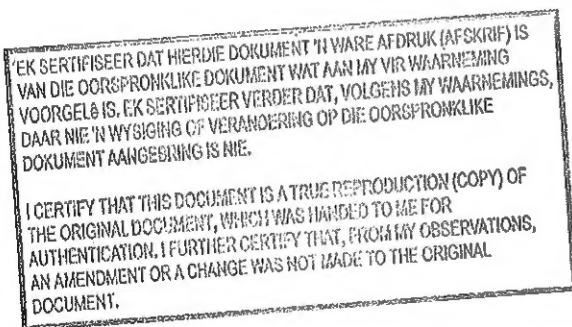 'EK SERTIFISEER DAT HIERDIE DOKUMENT 'N WARE AFDRUK (AFSKRIF) IS
VAN DIE OORSPRONKLIKE DOKUMENT WAT AAN MY VIR WAARNEMING
VOORGELÊ IS. EK SERTIFISEER VERDER DAT, VOLGENS MY WAARNEMINGS,
DAAR NIE 'N WYSIGING OF VERANDERING OP DIE OORSPRONKLIKE
DOKUMENT AANGEBRING IS NIE.
I CERTIFY THAT THIS DOCUMENT IS A TRUE REPRODUCTION (COPY) OF
THE ORIGINAL DOCUMENT, WHICH WAS HANDED TO ME FOR
AUTHENTICATION. I FURTHER CERTIFY THAT, FROM MY OBSERVATIONS,
AN AMENDMENT OR A CHANGE WAS NOT MADE TO THE ORIGINAL
DOCUMENT.